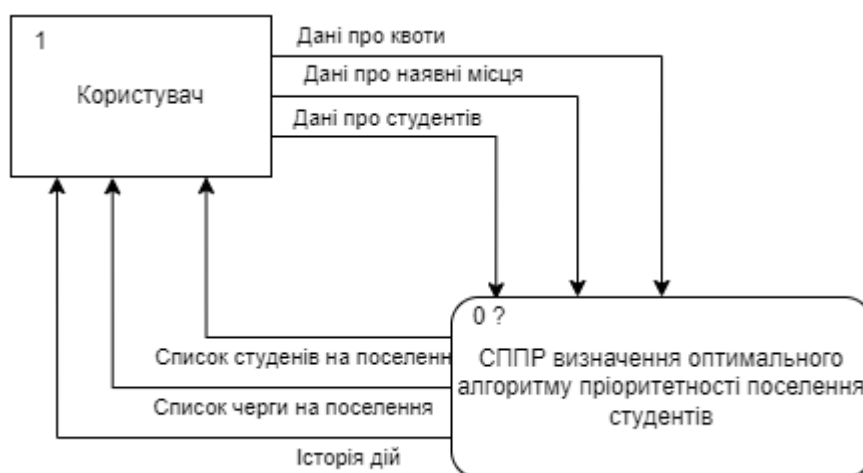 1
Користувач
Дані про квоти
Дані про наявні місця
Дані про студентів
0 ?
СППР визначення оптимального
алгоритму пріоритетності поселення
студентів
Список студенів на поселенн
Список черги на поселення
Історія дій